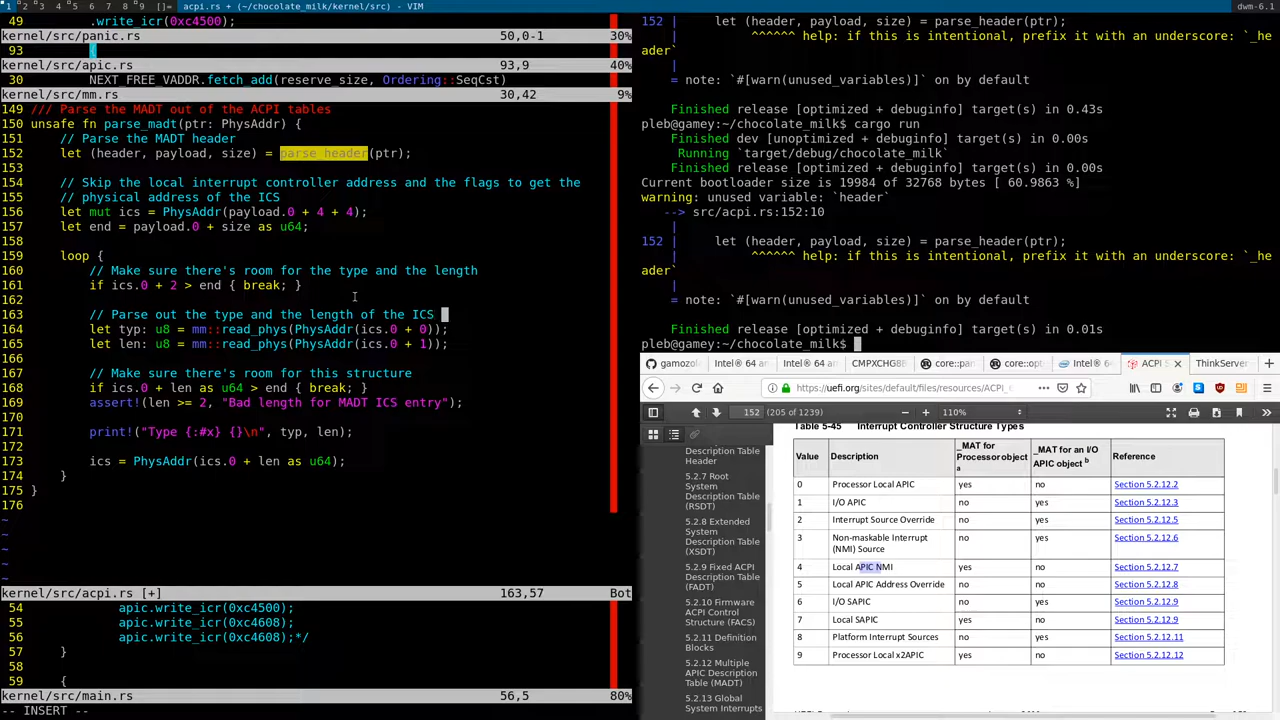 1 2 3 4 5 6 7 8 9 []= acpi.rs + (~/chocolate_milk/kernel/src) - VIM
dwm-6.1
49 .write_icr(0xc4500);
kernel/src/panic.rs 50,0-1 30%
93 {
kernel/src/apic.rs 93,9 40%
30 NEXT_FREE_VADDR.fetch_add(reserve_size, Ordering::SeqCst)
kernel/src/mm.rs 30,42 9%
149 /// Parse the MADT out of the ACPI tables
150 unsafe fn parse_madt(ptr: PhysAddr) {
151 // Parse the MADT header
152 let (header, payload, size) = parse_header(ptr);
153
154 // Skip the local interrupt controller address and the flags to get the
155 // physical address of the ICS
156 let mut ics = PhysAddr(payload.0 + 4 + 4);
157 let end = payload.0 + size as u64;
158
159 loop {
160 // Make sure there's room for the type and the length
161 if ics.0 + 2 > end { break; }
162
163 // Parse out the type and the length of the ICS
164 let typ: u8 = mm::read_phys(PhysAddr(ics.0 + 0));
165 let len: u8 = mm::read_phys(PhysAddr(ics.0 + 1));
166
167 // Make sure there's room for this structure
168 if ics.0 + len as u64 > end { break; }
169 assert!(len >= 2, "Bad length for MADT ICS entry");
170
171 print!("Type {:#x} {}\n", typ, len);
172
173 ics = PhysAddr(ics.0 + len as u64);
174 }
175 }
176
~
~
~
~
~
kernel/src/acpi.rs [+] 163,57 Bot
54 apic.write_icr(0xc4500);
55 apic.write_icr(0xc4608);
56 apic.write_icr(0xc4608);*/
57 }
58
59 {
kernel/src/main.rs 56,5 80%
-- INSERT --
152 | let (header, payload, size) = parse_header(ptr);
| ^^^^^^ help: if this is intentional, prefix it with an underscore: `_he
ader`
|
= note: `#[warn(unused_variables)]` on by default
Finished release [optimized + debuginfo] target(s) in 0.43s
pleb@gamey:~/chocolate_milk$ cargo run
Finished dev [unoptimized + debuginfo] target(s) in 0.00s
Running `target/debug/chocolate_milk`
Finished release [optimized + debuginfo] target(s) in 0.00s
Current bootloader size is 19984 of 32768 bytes [ 60.9863 %]
warning: unused variable: `header`
--> src/acpi.rs:152:10
|
152 | let (header, payload, size) = parse_header(ptr);
| ^^^^^^ help: if this is intentional, prefix it with an underscore: `_he
ader`
|
= note: `#[warn(unused_variables)]` on by default
Finished release [optimized + debuginfo] target(s) in 0.01s
pleb@gamey:~/chocolate_milk$
gamozol Intel® 64 an Intel® 64 an CMPXCHG8B core::pan core::opt Intel® 64 ACPI S ThinkServer
https://uefi.org/sites/default/files/resources/ACPI_
152 (205 of 1239) 110%
Description Table
Header
5.2.7 Root
System
Description Table
(RSDT)
5.2.8 Extended
System
Description Table
(XSDT)
5.2.9 Fixed ACPI
Description Table
(FADT)
5.2.10 Firmware
ACPI Control
Structure (FACS)
5.2.11 Definition
Blocks
5.2.12 Multiple
APIC Description
Table (MADT)
5.2.13 Global
System Interrupts
Table 5-45 Interrupt Controller Structure Types
Value Description _MAT for Processor object a _MAT for an I/O APIC object b Reference
0 Processor Local APIC yes no Section 5.2.12.2
1 I/O APIC no yes Section 5.2.12.3
2 Interrupt Source Override no yes Section 5.2.12.5
3 Non-maskable Interrupt (NMI) Source no yes Section 5.2.12.6
4 Local APIC NMI yes no Section 5.2.12.7
5 Local APIC Address Override no no Section 5.2.12.8
6 I/O SAPIC no yes Section 5.2.12.9
7 Local SAPIC yes no Section 5.2.12.9
8 Platform Interrupt Sources no yes Section 5.2.12.11
9 Processor Local x2APIC yes no Section 5.2.12.12